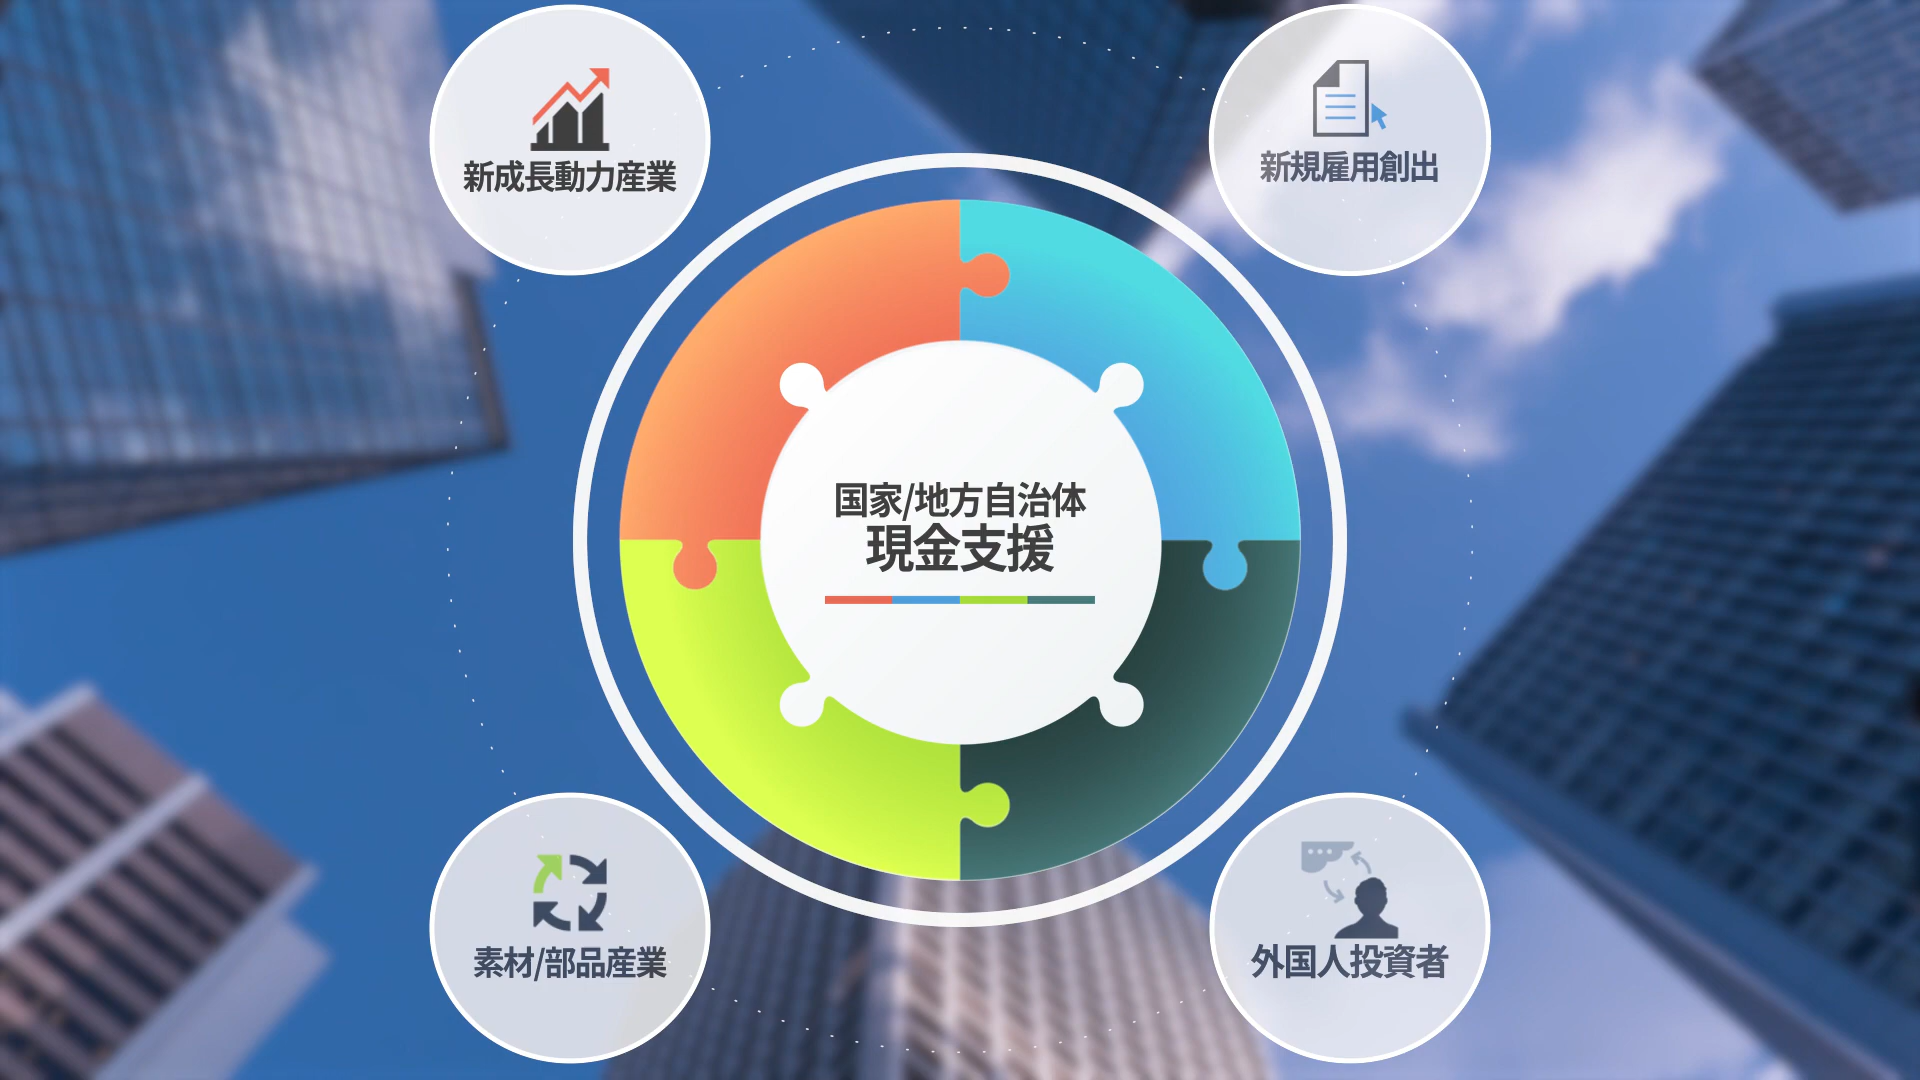 新成長動力産業
新規雇用創出
国家/地方自治体
現金支援
素材/部品産業
外国人投資者